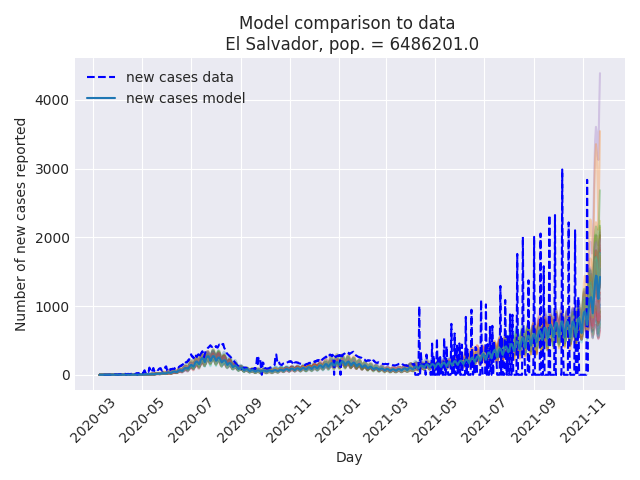 Model comparison to data
El Salvador, pop. = 6486201.0
new cases data
new cases model
Number of new cases reported
4000
3000
2000
1000
0
2020-03
2020-05
2020-07
2020-09
2020-11
2021-01
2021-03
2021-05
2021-07
2021-09
2021-11
Day